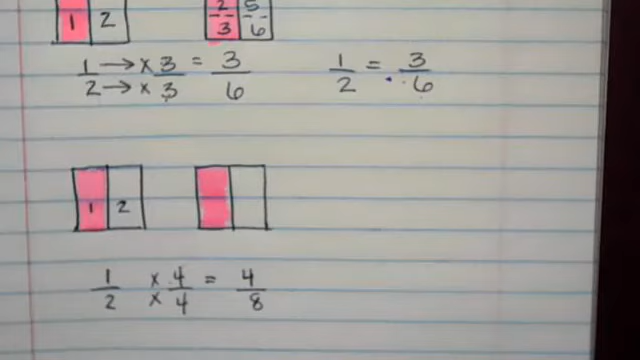 1 2 2 5
3 6
1 → × 3 = 3
2 → × 3 6
1 = 3
2 6
1 2
1 × 4 = 4
2 × 4 8